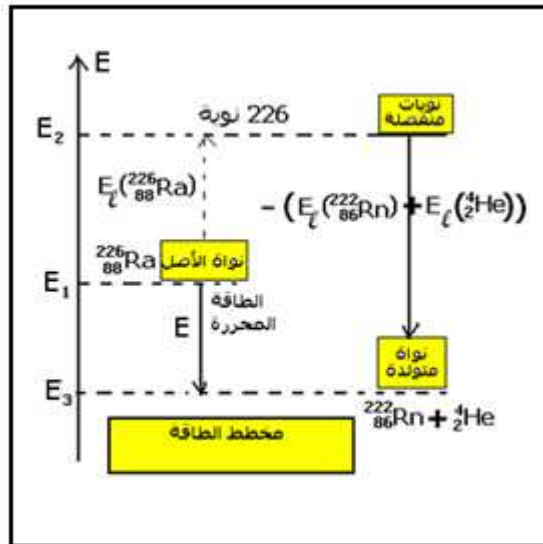 E
نويات
منفصلة
226 نوية
E₂
E_ℓ(²²⁶₈₈Ra)
- (E_ℓ(²²²₈₆Rn) + E_ℓ(⁴₂He))
²²⁶₈₈Ra
نواة الأصل
E₁
الطاقة
المحررة
E
نواة
متولدة
E₃
²²²₈₆Rn + ⁴₂He
مخطط الطاقة